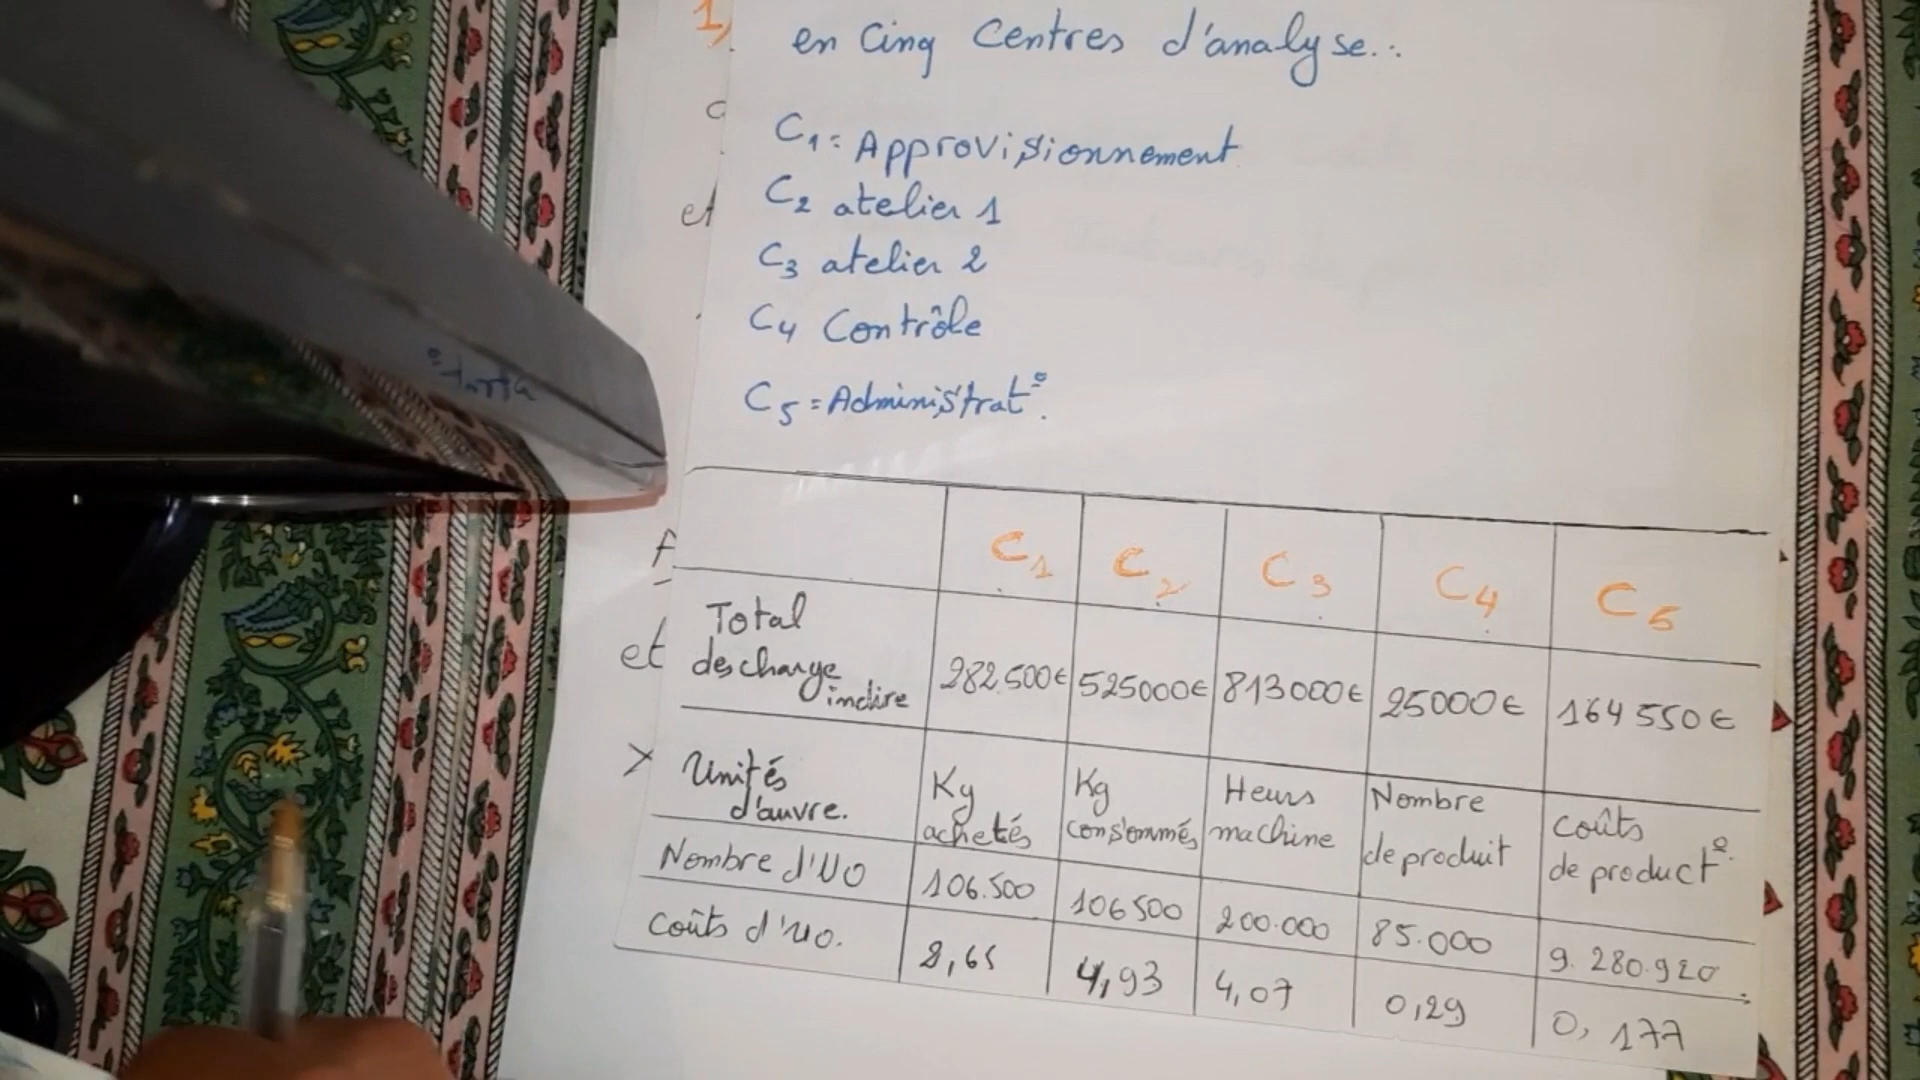 1)
en Cinq Centres d'analyse...
C
C1 = Approvisionnement
C2 atelier 1
et
C3 atelier 2
C4 Contrôle
C5 = Administrat°.
C1 C2 C3 C4 C5
Total
des charge
indire
282.500€ 525000€ 813000€ 25000€ 164 550€
et
Unités
d'œuvre.
Kg
achetés
Kg
consommés
Heurs
machine
Nombre
de produit
coûts
de product°.
Nombre d'UO 106.500 106500 200.000 85.000 9.280.920
Coûts d'uo. 2,65 4,93 4,07 0,29 0,177